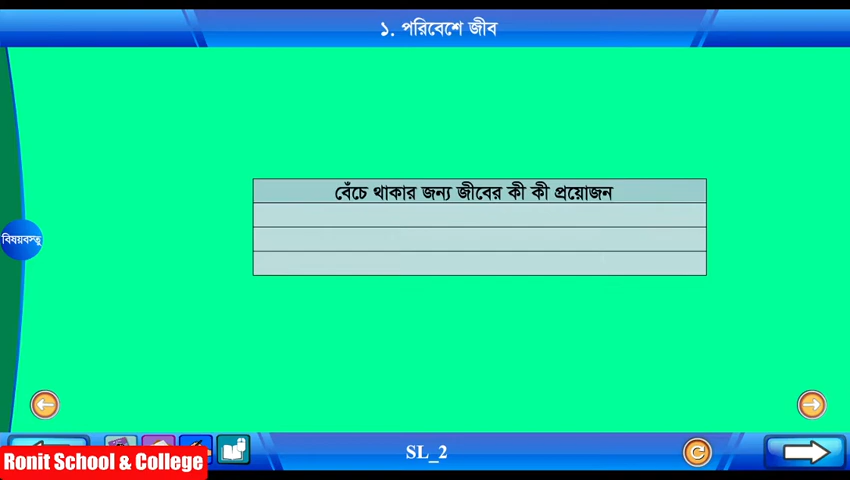 ১. পরিবেশে জীব
বেঁচে থাকার জন্য জীবের কী কী প্রয়োজন
বিষয়বস্তু
SL_2
Ronit School & College